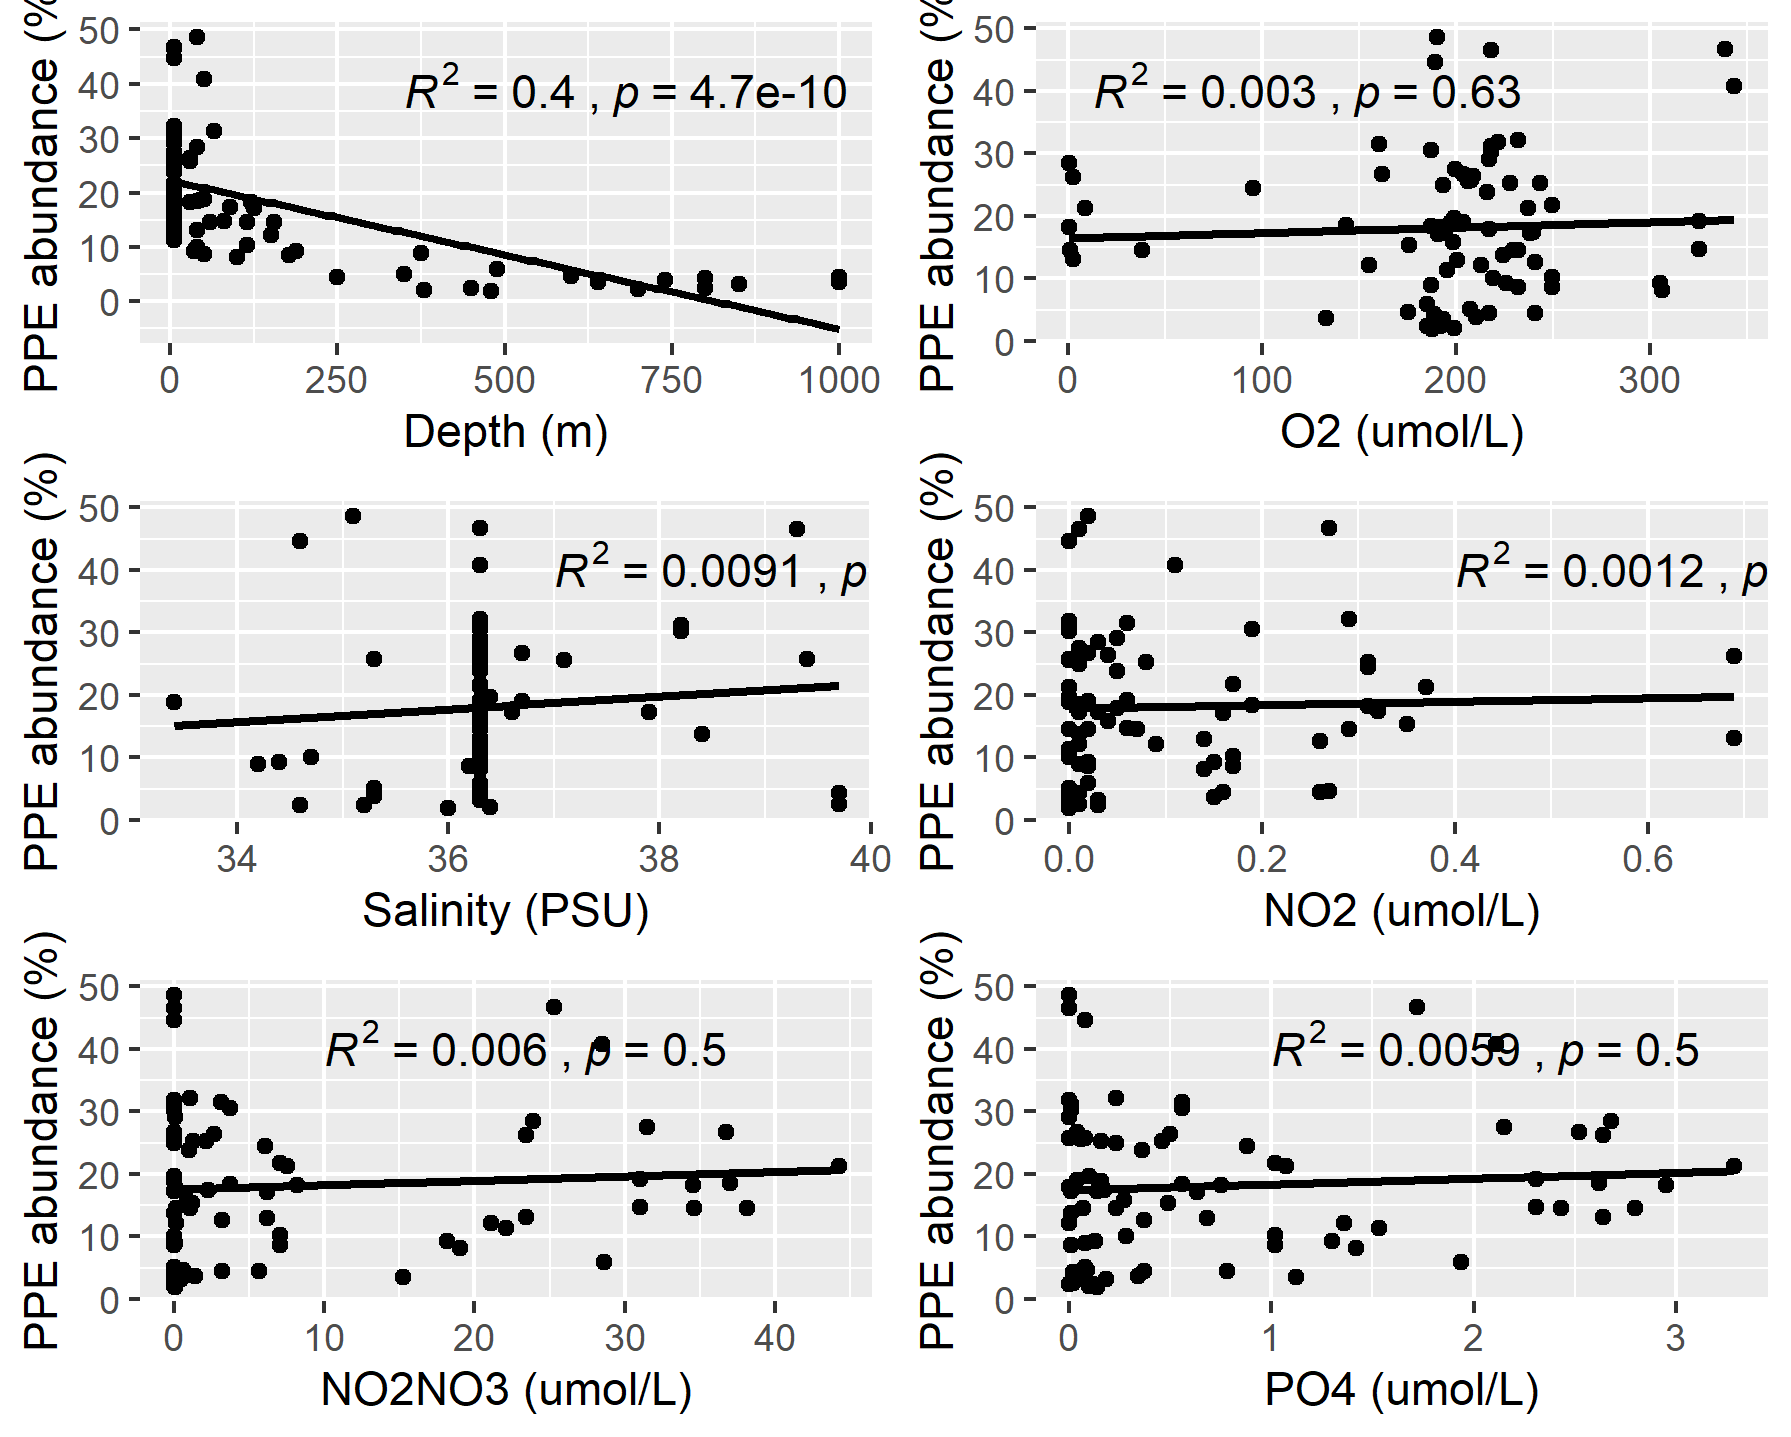 PPE abundance (%
50
40
30
20
10
0
R2 = 0.4 , p = 4.7e-10
0 250 500 750 1000
Depth (m)
PPE abundance (%
50
40
30
20
10
0
R2 = 0.003 , p = 0.63
0 100 200 300
O2 (umol/L)
PPE abundance (%)
50
40
30
20
10
0
R2 = 0.0091 , p
34 36 38 40
Salinity (PSU)
PPE abundance (%)
50
40
30
20
10
0
R2 = 0.0012 , p
0.0 0.2 0.4 0.6
NO2 (umol/L)
PPE abundance (%)
50
40
30
20
10
0
R2 = 0.006 , p = 0.5
0 10 20 30 40
NO2NO3 (umol/L)
PPE abundance (%)
50
40
30
20
10
0
R2 = 0.0059 , p = 0.5
0 1 2 3
PO4 (umol/L)